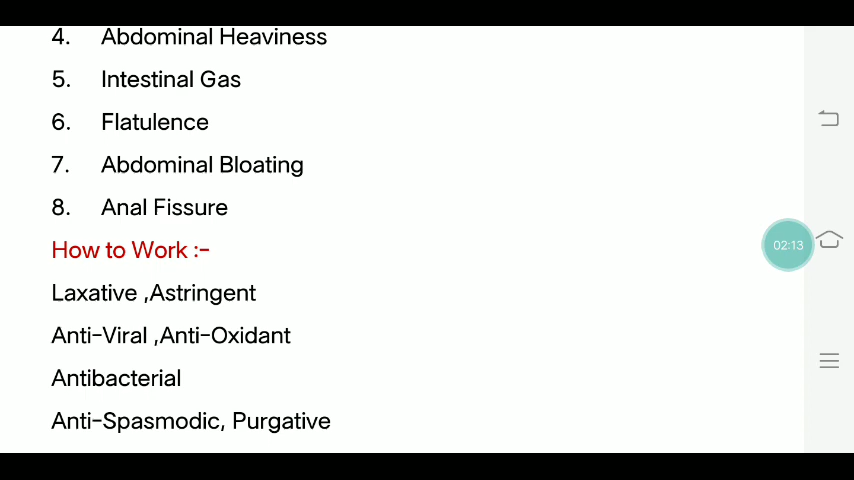 4. Abdominal Heaviness
5. Intestinal Gas
6. Flatulence
7. Abdominal Bloating
8. Anal Fissure
How to Work :-
02:13
Laxative ,Astringent
Anti-Viral ,Anti-Oxidant
Antibacterial
Anti-Spasmodic, Purgative